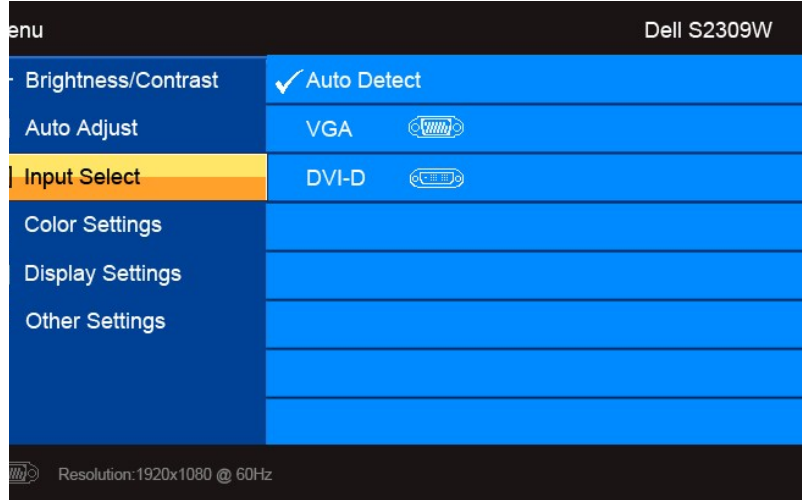 enu
Dell S2309W
Brightness/Contrast
Auto Detect
Auto Adjust
VGA
Input Select
DVI-D
Color Settings
Display Settings
Other Settings
Resolution:1920x1080 @ 60Hz